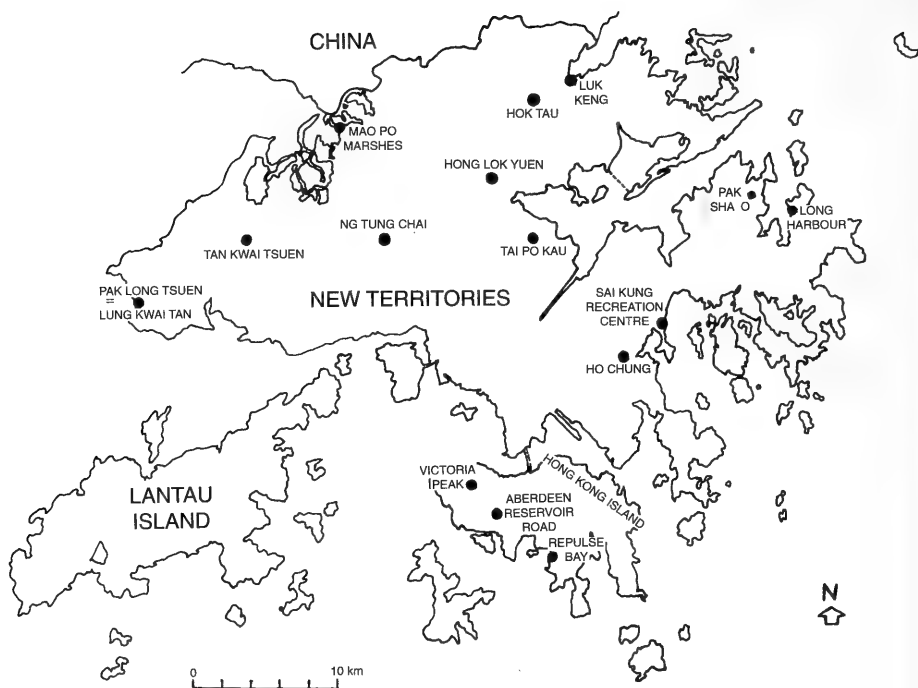 CHINA
LUK
KENG
HOK TAU
MAO PO
MARSHES
HONG LOK YUEN
PAK
SHA O
LONG
HARBOUR
NG TUNG CHAI
TAN KWAI TSUEN
TAI PO KAU
PAK LONG TSUEN
=
LUNG KWAI TAN
NEW TERRITORIES
SAI KUNG
RECREATION
CENTRE
HO CHUNG
VICTORIA
PEAK
HONG KONG ISLAND
LANTAU
ISLAND
ABERDEEN
RESERVOIR
ROAD
REPULSE
BAY
N
0 10 km